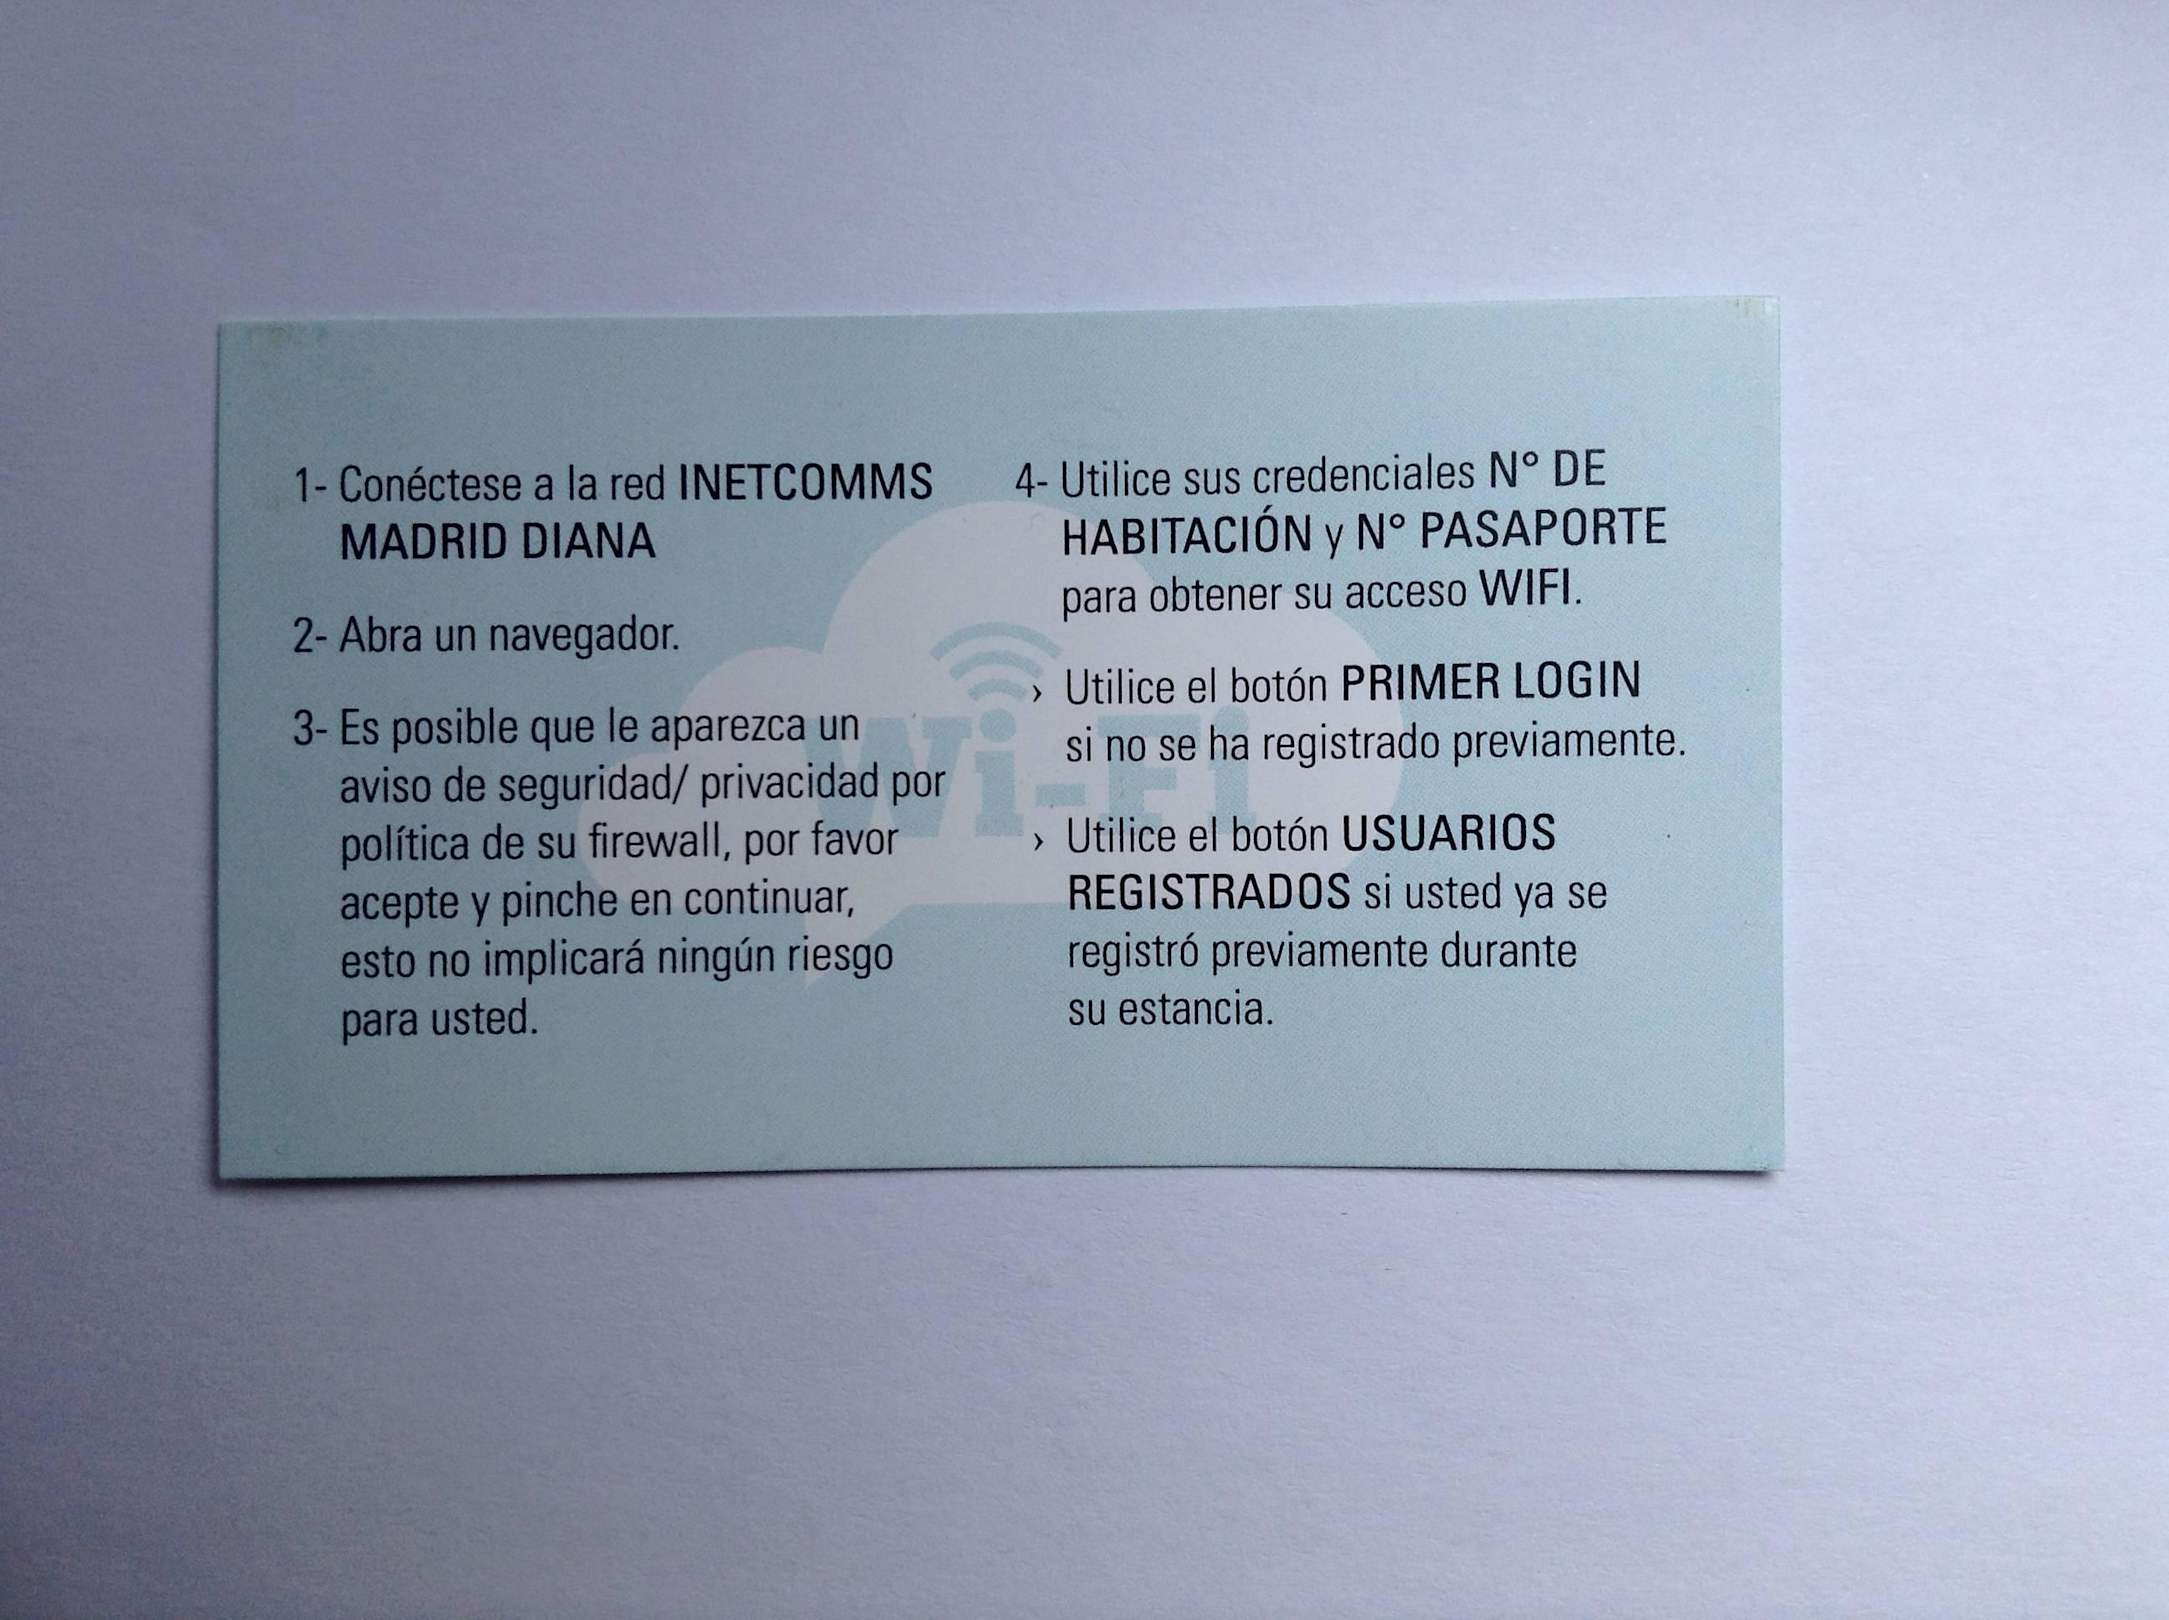 1- Conéctese a la red INETCOMMS
MADRID DIANA
2- Abra un navegador.
3- Es posible que le aparezca un
aviso de seguridad/ privacidad por
política de su firewall, por favor
acepte y pinche en continuar,
esto no implicará ningún riesgo
para usted.
4- Utilice sus credenciales N° DE
HABITACIÓN y N° PASAPORTE
para obtener su acceso WIFI.
› Utilice el botón PRIMER LOGIN
si no se ha registrado previamente.
› Utilice el botón USUARIOS
REGISTRADOS si usted ya se
registró previamente durante
su estancia.
Wi-Fi